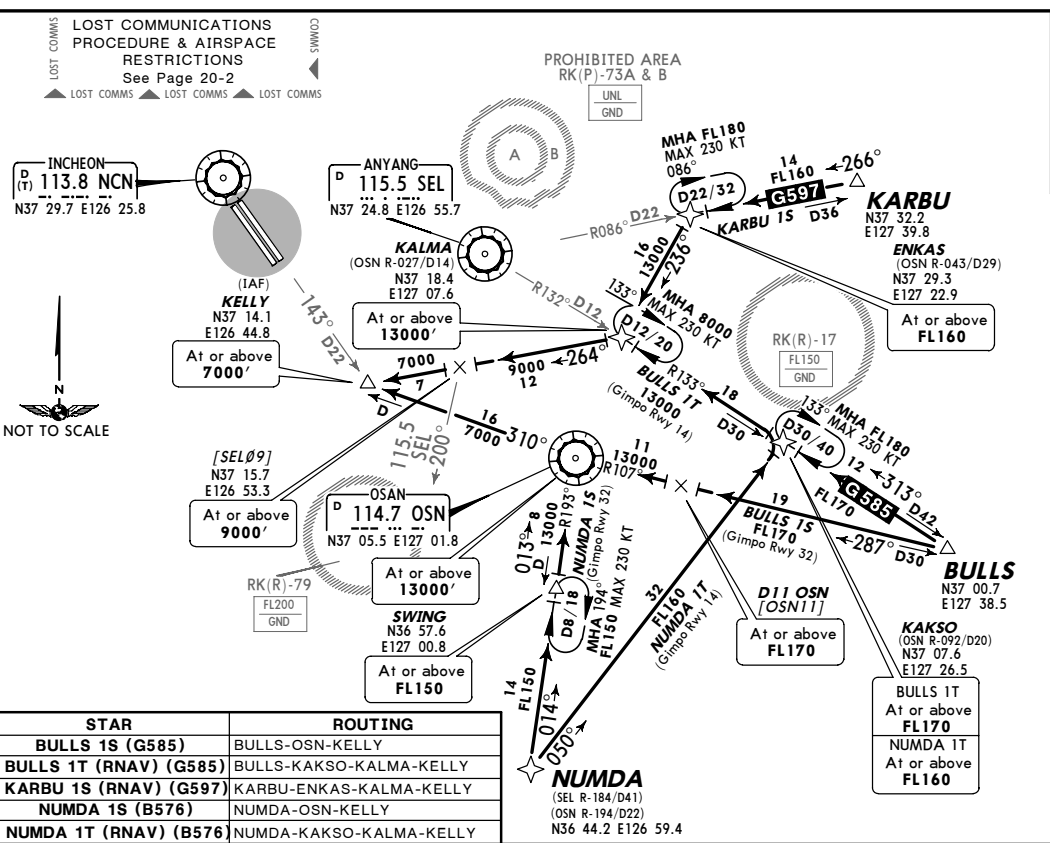 LOST COMMUNICATIONS
PROCEDURE & AIRSPACE
RESTRICTIONS
See Page 20-2
LOST COMMS
COMMS
LOST COMMS
LOST COMMS
LOST COMMS
PROHIBITED AREA
RK(P)-73A & B
UNL
GND
A
B
INCHEON
D
(T)
113.8 NCN
N37 29.7 E126 25.8
ANYANG
D
115.5 SEL
N37 24.8 E126 55.7
MHA FL180
MAX 230 KT
086°
D22/32
14
FL160
266°
G597
KARBU 1S
D36
KARBU
N37 32.2
E127 39.8
R086°
D22
ENKAS
(OSN R-043/D29)
N37 29.3
E127 22.9
At or above
FL160
KALMA
(OSN R-027/D14)
N37 18.4
E127 07.6
At or above
13000'
R132°
D12
16
13000
236°
133°
MHA 8000
MAX 230 KT
D12/20
(IAF)
KELLY
N37 14.1
E126 44.8
At or above
7000'
143°
D22
7000
7
9000
12
264°
D
16
7000
310°
115.5
SEL
200°
N
NOT TO SCALE
RK(R)-17
FL150
GND
R133°
18
D30
BULLS 1T
13000
(Gimpo Rwy 14)
133°
MHA FL180
MAX 230 KT
D30/40
12
313°
G585
FL170
D42
[SELØ9]
N37 15.7
E126 53.3
At or above
9000'
OSAN
D
114.7 OSN
N37 05.5 E127 01.8
At or above
13000'
RK(R)-79
FL200
GND
11
13000
R107°
19
BULLS 1S
FL170
(Gimpo Rwy 32)
287°
D30
BULLS
N37 00.7
E127 38.5
R193°
8
13000
013°
D
NUMDA 1S
(Gimpo Rwy 32)
D8/18
MHA 194°
FL150 MAX 230 KT
SWING
N36 57.6
E127 00.8
At or above
FL150
D11 OSN
[OSN11]
At or above
FL170
KAKSO
(OSN R-092/D20)
N37 07.6
E127 26.5
BULLS 1T
At or above
FL170
NUMDA 1T
At or above
FL160
32
FL160
NUMDA 1T
(Gimpo Rwy 14)
14
FL150
014°
050°
NUMDA
(SEL R-184/D41)
(OSN R-194/D22)
N36 44.2 E126 59.4
STAR ROUTING
BULLS 1S (G585) BULLS-OSN-KELLY
BULLS 1T (RNAV) (G585) BULLS-KAKSO-KALMA-KELLY
KARBU 1S (RNAV) (G597) KARBU-ENKAS-KALMA-KELLY
NUMDA 1S (B576) NUMDA-OSN-KELLY
NUMDA 1T (RNAV) (B576) NUMDA-KAKSO-KALMA-KELLY